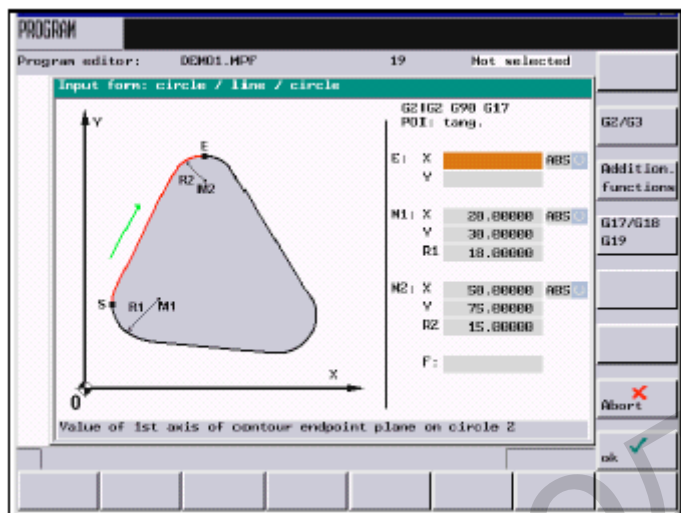 PROGRAM
Program editor: DEMO1.MPF 19 Not selected
Input form: circle / line / circle
G2|G2 G90 G17
POI: tang.
Y
E
R2
M2
S
R1
M1
X
0
E: X ABS
Y
M1: X 20.00000 ABS
Y 30.00000
R1 18.00000
M2: X 50.00000 ABS
Y 75.00000
R2 15.00000
F:
Value of 1st axis of contour endpoint plane on circle 2
G2/G3
Addition.
functions
G17/G18
G19
Abort
ok